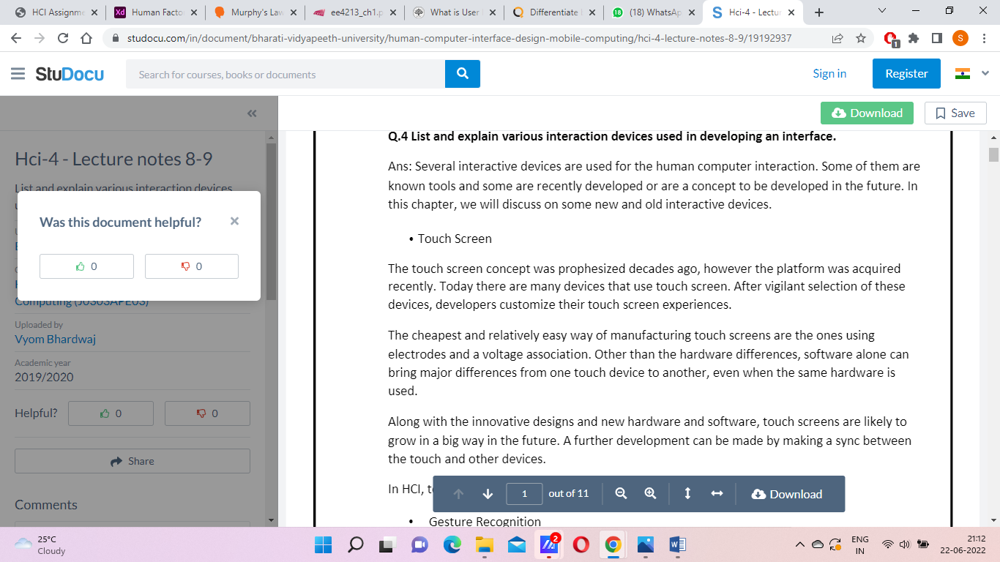 HCI Assignme
Human Facto
Murphy's Law
ee4213_ch1.p
What is User
Differentiate
(18) WhatsAp
Hci-4 - Lectur
studocu.com/in/document/bharati-vidyapeeth-university/human-computer-interface-design-mobile-computing/hci-4-lecture-notes-8-9/19192937
1
S
StuDocu
Search for courses, books or documents
Sign in
Register
Download
Save
Hci-4 - Lecture notes 8-9
List and explain various interaction devices
Was this document helpful?
0
0
Computing (J0303APE03)
Uploaded by
Vyom Bhardwaj
Academic year
2019/2020
Helpful?
0
0
Share
Comments
Q.4 List and explain various interaction devices used in developing an interface.
Ans: Several interactive devices are used for the human computer interaction. Some of them are
known tools and some are recently developed or are a concept to be developed in the future. In
this chapter, we will discuss on some new and old interactive devices.
• Touch Screen
The touch screen concept was prophesized decades ago, however the platform was acquired
recently. Today there are many devices that use touch screen. After vigilant selection of these
devices, developers customize their touch screen experiences.
The cheapest and relatively easy way of manufacturing touch screens are the ones using
electrodes and a voltage association. Other than the hardware differences, software alone can
bring major differences from one touch device to another, even when the same hardware is
used.
Along with the innovative designs and new hardware and software, touch screens are likely to
grow in a big way in the future. A further development can be made by making a sync between
the touch and other devices.
In HCI, t
1 out of 11
Download
• Gesture Recognition
25°C
Cloudy
2
ENG
IN
21:12
22-06-2022